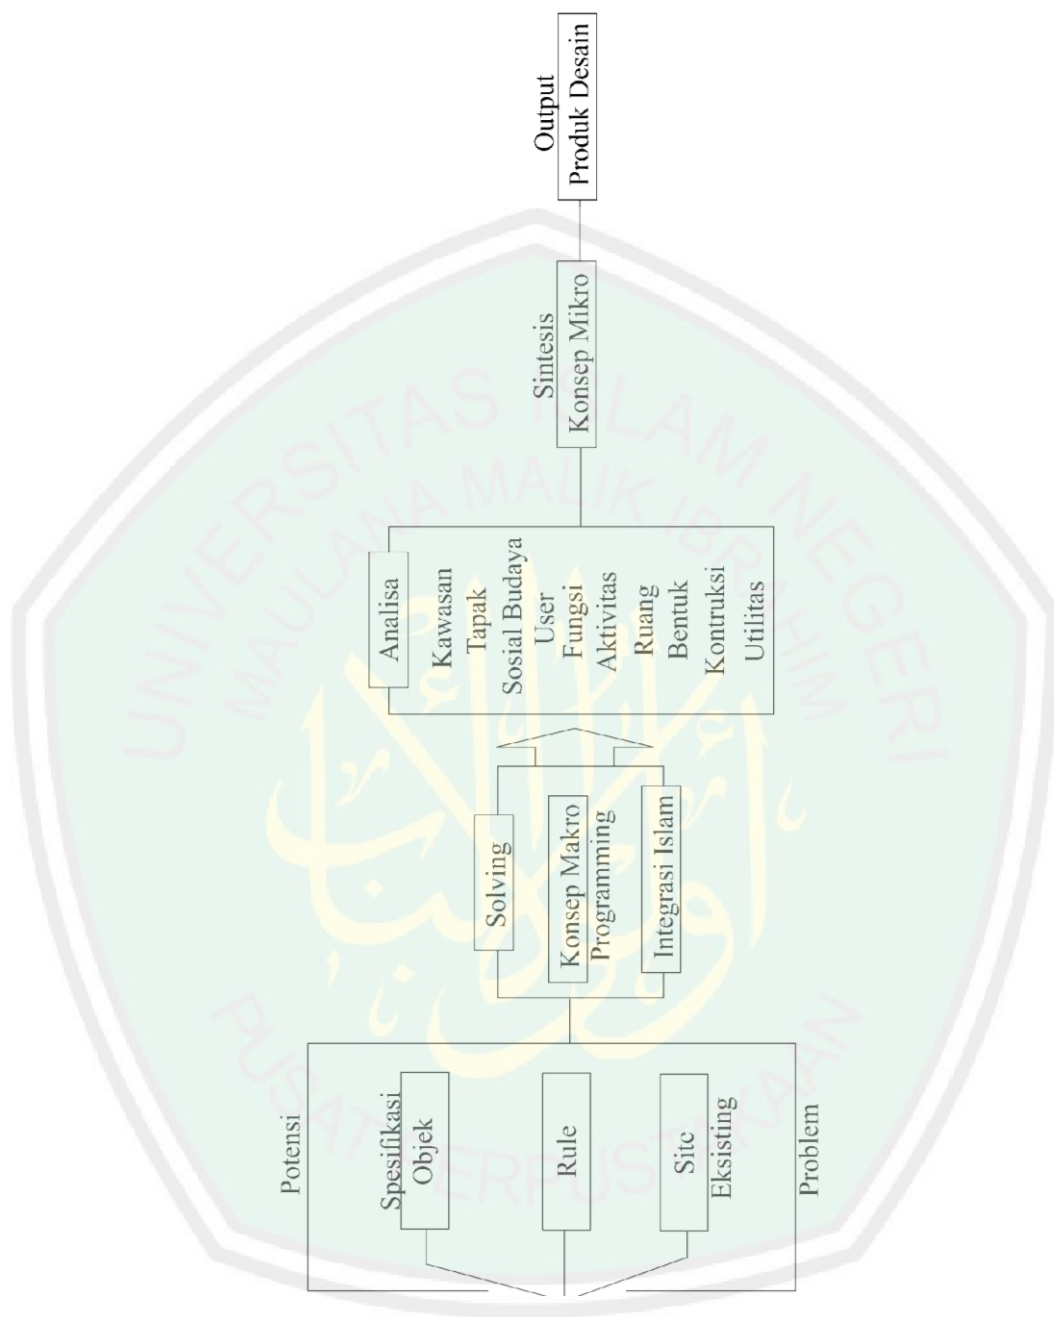 Potensi
Spesifikasi
Objek
Rule
Site
Eksisting
Problem
Solving
Konsep Makro
Programming
Integrasi Islam
Analisa
Kawasan
Tapak
Sosial Budaya
User
Fungsi
Aktivitas
Ruang
Bentuk
Kontruksi
Utilitas
Sintesis
Konsep Mikro
Output
Produk Desain
UNIVERSITAS ISLAM NEGERI
MAULANA MALIK IBRAHIM
PUSAT PERPUSTAKAAN